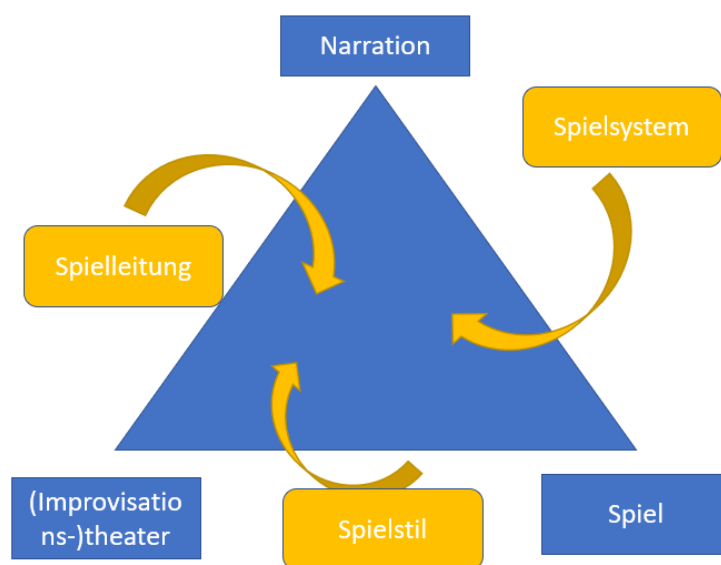 Narration
Spielsystem
Spielleitung
(Improvisatio
ns-)theater
Spielstil
Spiel